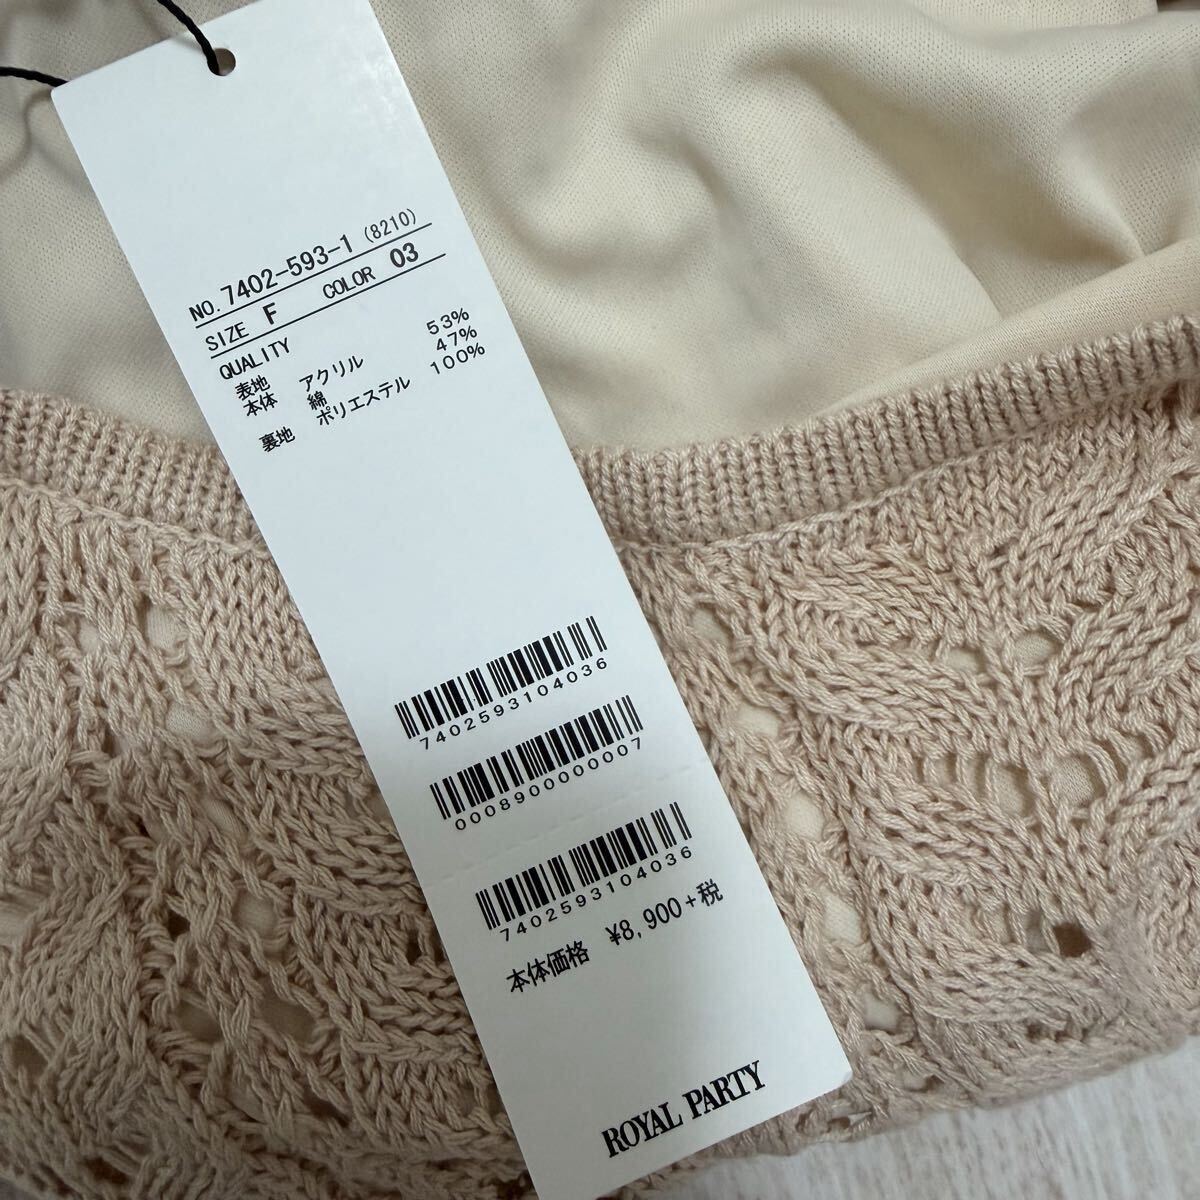 NO. 7402-593-1 (8210)
SIZE F COLOR 03
QUALITY
表地 アクリル 53%
本体 綿 47%
裏地 ポリエステル 100%
7402593104036
0008900000007
7402593104036
本体価格 ¥8,900+税
ROYAL PARTY